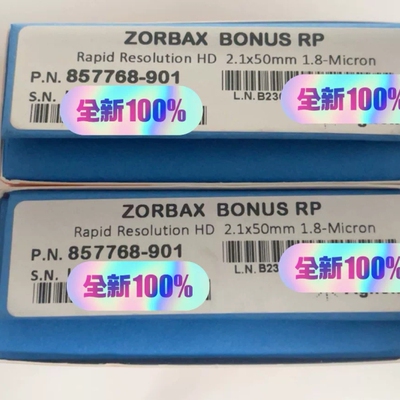 ZORBAX BONUS RP
Rapid Resolution HD 2.1x50mm 1.8-Micron
P.N. 857768-901
S.N. L.N. B230
全新100% 全新100%
ZORBAX BONUS RP
Rapid Resolution HD 2.1x50mm 1.8-Micron
P.N. 857768-901
S.N. L.N. B23
全新100% 全新100%